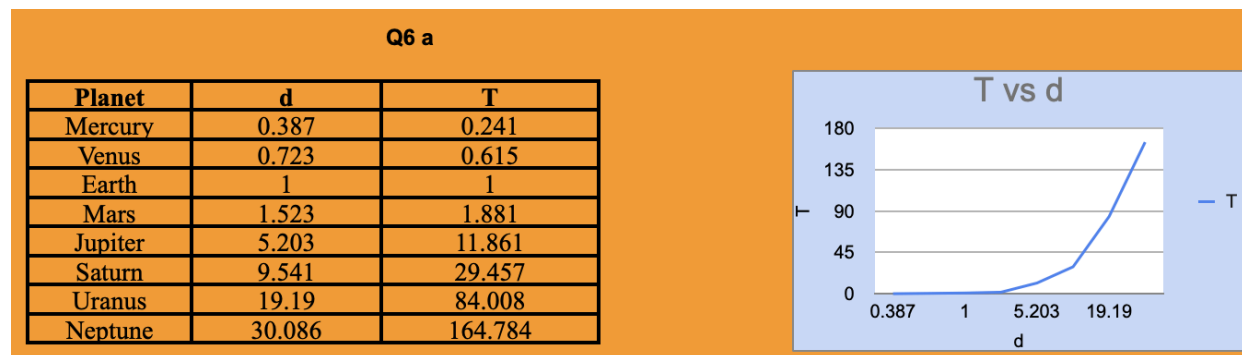 Q6 a
Planet d T
Mercury 0.387 0.241
Venus 0.723 0.615
Earth 1 1
Mars 1.523 1.881
Jupiter 5.203 11.861
Saturn 9.541 29.457
Uranus 19.19 84.008
Neptune 30.086 164.784
T vs d
180
135
90
45
0
T
0.387 1 5.203 19.19
d
T